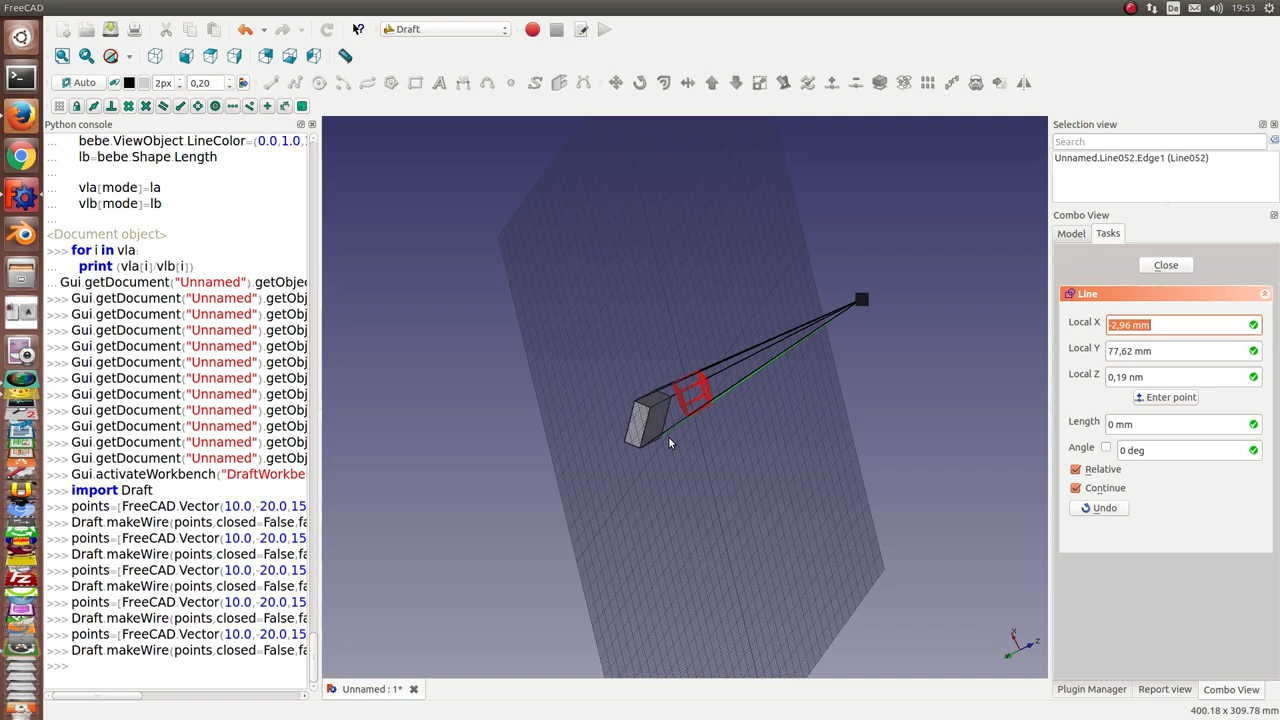 FreeCAD
De
19:53
Draft
Auto
2px
0,20
Python console
... bebe.ViewObject.LineColor=(0.0,1.0,
... lb=bebe.Shape.Length
...
... vla[mode]=la
... vlb[mode]=lb
...
<Document object>
>>> for i in vla:
... print (vla[i]/vlb[i])
... Gui.getDocument("Unnamed").getObje
>>> Gui.getDocument("Unnamed").getObj
>>> Gui.getDocument("Unnamed").getObj
>>> Gui.getDocument("Unnamed").getObj
>>> Gui.getDocument("Unnamed").getObj
>>> Gui.getDocument("Unnamed").getObj
>>> Gui.getDocument("Unnamed").getObj
>>> Gui.getDocument("Unnamed").getObj
>>> Gui.getDocument("Unnamed").getObj
>>> Gui.getDocument("Unnamed").getObj
>>> Gui.getDocument("Unnamed").getObj
>>> Gui.getDocument("Unnamed").getObj
>>> Gui.activateWorkbench("DraftWorkbe
>>> import Draft
>>> points=[FreeCAD.Vector(10.0,-20.0,15
>>> Draft.makeWire(points,closed=False,fa
>>> points=[FreeCAD.Vector(10.0,-20.0,15
>>> Draft.makeWire(points,closed=False,fa
>>> points=[FreeCAD.Vector(10.0,-20.0,15
>>> Draft.makeWire(points,closed=False,fa
>>> points=[FreeCAD.Vector(10.0,-20.0,15
>>> Draft.makeWire(points,closed=False,fa
>>> points=[FreeCAD.Vector(10.0,-20.0,15
>>> Draft.makeWire(points,closed=False,fa
>>>
Unnamed : 1*
Selection view
Search
Unnamed.Line052.Edge1 (Line052)
Combo View
Model
Tasks
Close
Line
Local X -2,96 mm
Local Y 77,62 mm
Local Z 0,19 nm
Enter point
Length 0 mm
Angle 0 deg
Relative
Continue
Undo
Plugin Manager
Report view
Combo View
400.18 x 309.78 mm